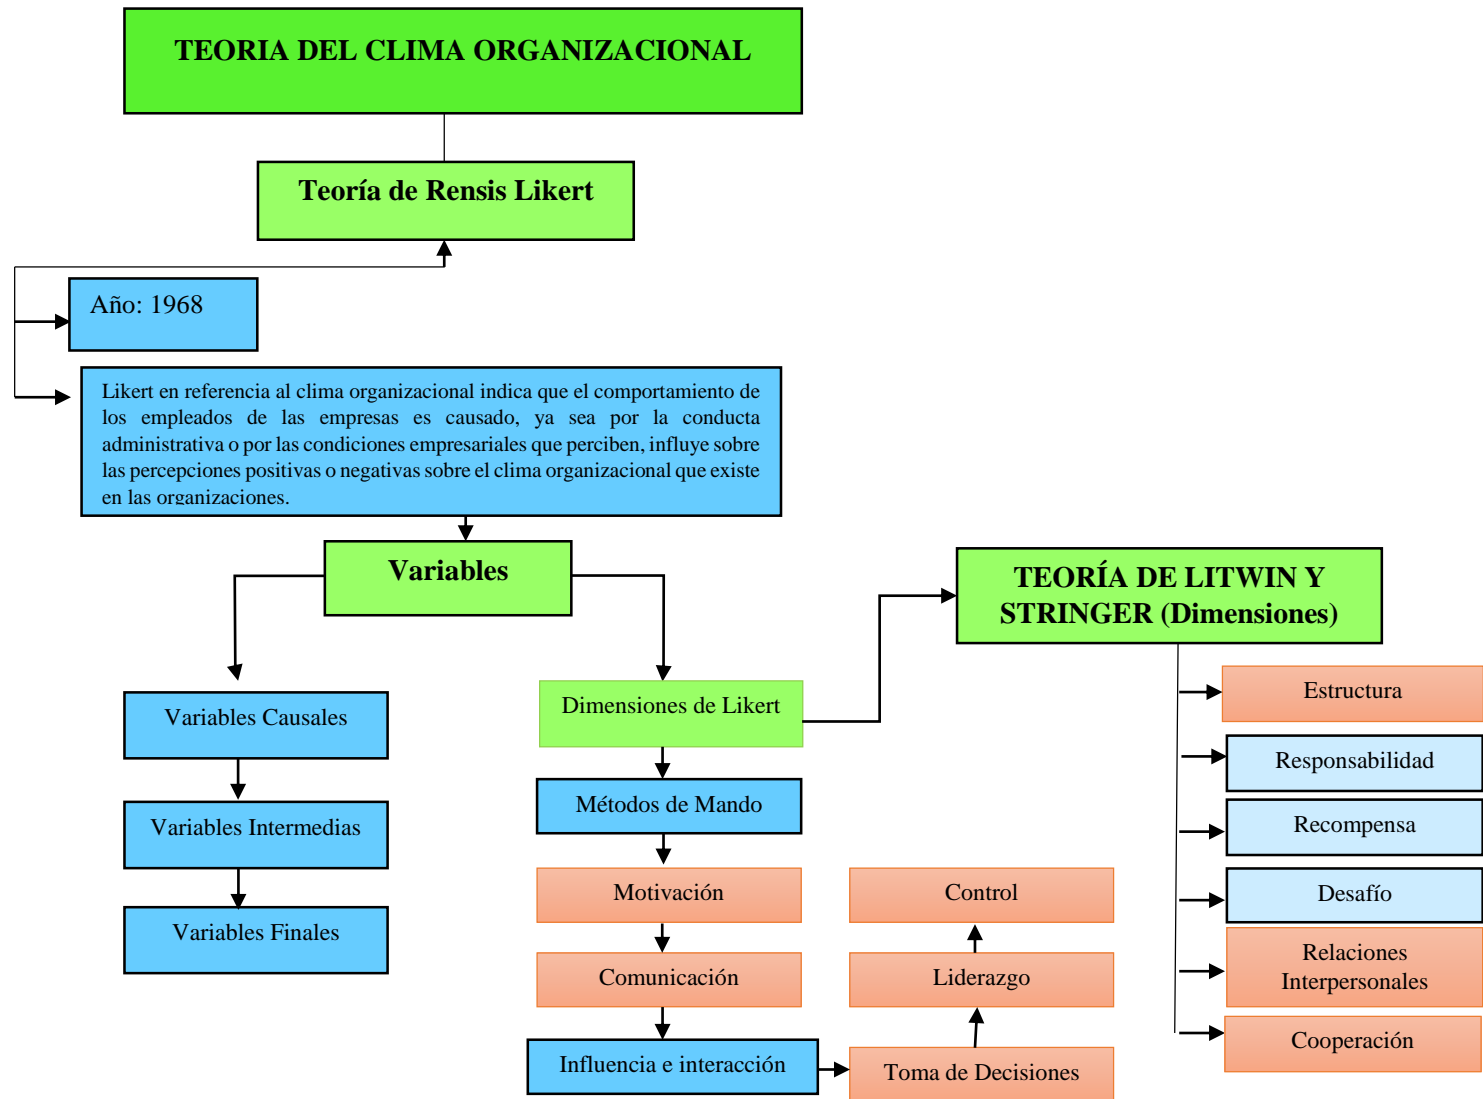 TEORIA DEL CLIMA ORGANIZACIONAL
Teoría de Rensis Likert
Año: 1968
Likert en referencia al clima organizacional indica que el comportamiento de
los empleados de las empresas es causado, ya sea por la conducta
administrativa o por las condiciones empresariales que perciben, influye sobre
las percepciones positivas o negativas sobre el clima organizacional que existe
en las organizaciones.
Variables
Variables Causales
Variables Intermedias
Variables Finales
Dimensiones de Likert
Métodos de Mando
Motivación
Comunicación
Influencia e interacción
Toma de Decisiones
Liderazgo
Control
TEORÍA DE LITWIN Y
STRINGER (Dimensiones)
Estructura
Responsabilidad
Recompensa
Desafío
Relaciones
Interpersonales
Cooperación